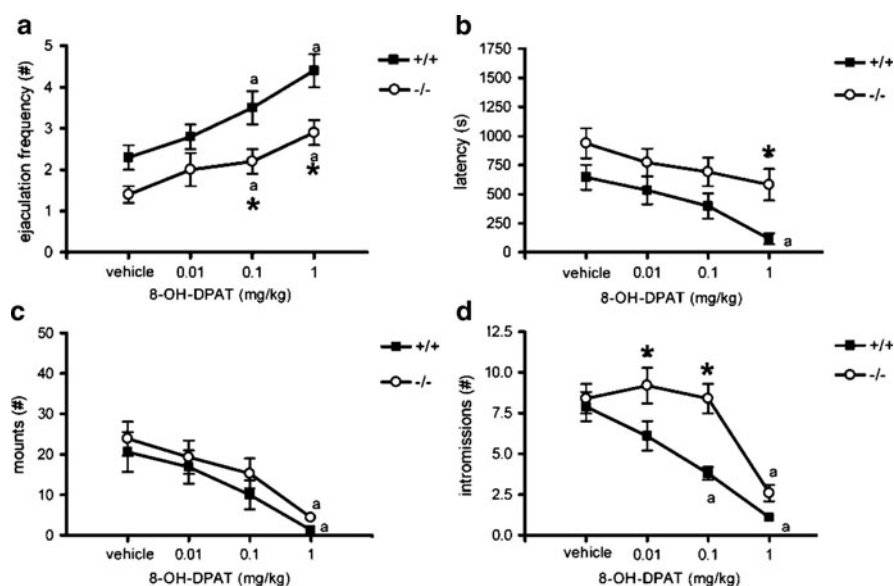 a
ejaculation frequency (#)
5
4
3
2
1
0
a
a
a
*
a
*
vehicle 0.01 0.1 1
8-OH-DPAT (mg/kg)
+/+
-/-
b
latency (s)
1750
1500
1250
1000
750
500
250
0
*
a
vehicle 0.01 0.1 1
8-OH-DPAT (mg/kg)
+/+
-/-
c
mounts (#)
50
40
30
20
10
0
a
a
vehicle 0.01 0.1 1
8-OH-DPAT (mg/kg)
+/+
-/-
d
intromissions (#)
12.5
10.0
7.5
5.0
2.5
0.0
*
*
a
a
a
vehicle 0.01 0.1 1
8-OH-DPAT (mg/kg)
+/+
-/-